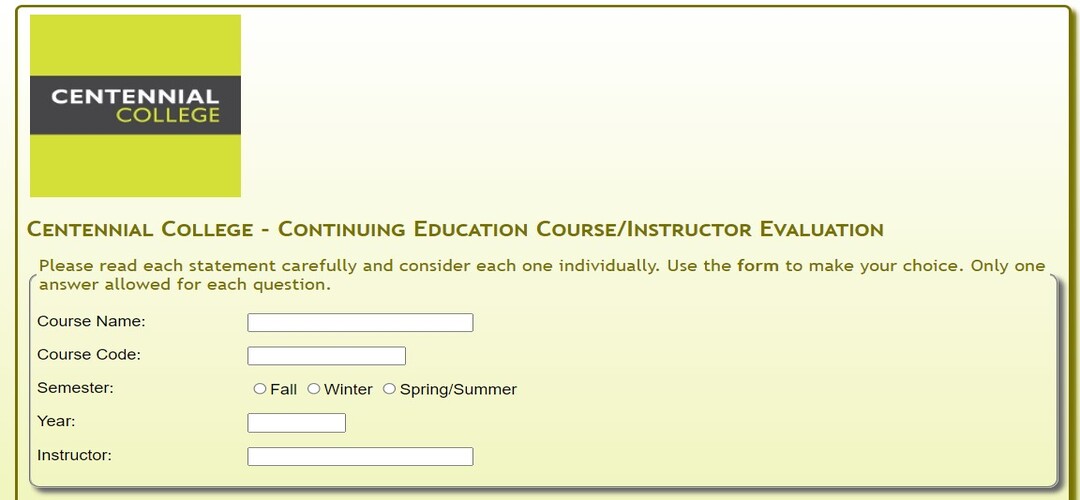 CENTENNIAL
COLLEGE
Centennial College - Continuing Education Course/Instructor Evaluation
Please read each statement carefully and consider each one individually. Use the form to make your choice. Only one
answer allowed for each question.
Course Name:
Course Code:
Semester: Fall Winter Spring/Summer
Year:
Instructor: